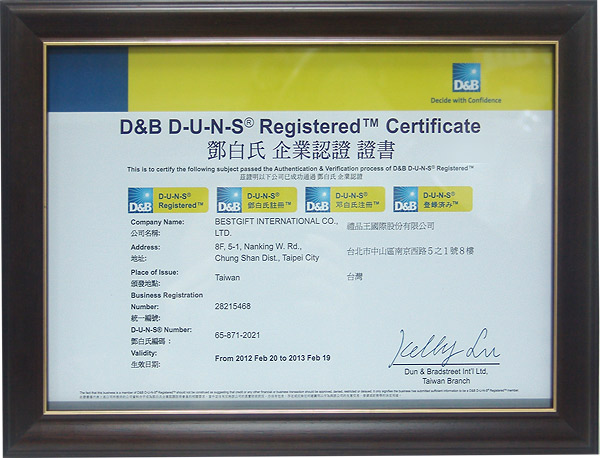 D&B
Decide with Confidence
D&B D-U-N-S® Registered™ Certificate
鄧白氏 企業認證 證書
This is to certify the following subject passed the Authentication & Verification process of D&B D-U-N-S® Registered™
茲證明以下公司已成功通過 鄧白氏 企業認證
D&B D-U-N-S® Registered™
D&B D-U-N-S® 鄧白氏註冊™
D&B D-U-N-S® 邓白氏注册™
D&B D-U-N-S® 登録済み™
Company Name: BESTGIFT INTERNATIONAL CO., 禮品王國際股份有限公司
公司名稱: LTD.
Address: 8F, 5-1, Nanking W. Rd., 台北市中山區南京西路5之1號8樓
地址: Chung Shan Dist., Taipei City
Place of Issue: Taiwan 台灣
頒發地點:
Business Registration
Number: 28215468
統一編號:
D-U-N-S® Number: 65-871-2021
鄧白氏編碼:
Validity: From 2012 Feb 20 to 2013 Feb 19
生效日期:
Kelly Lu
Dun & Bradstreet Int'l Ltd,
Taiwan Branch